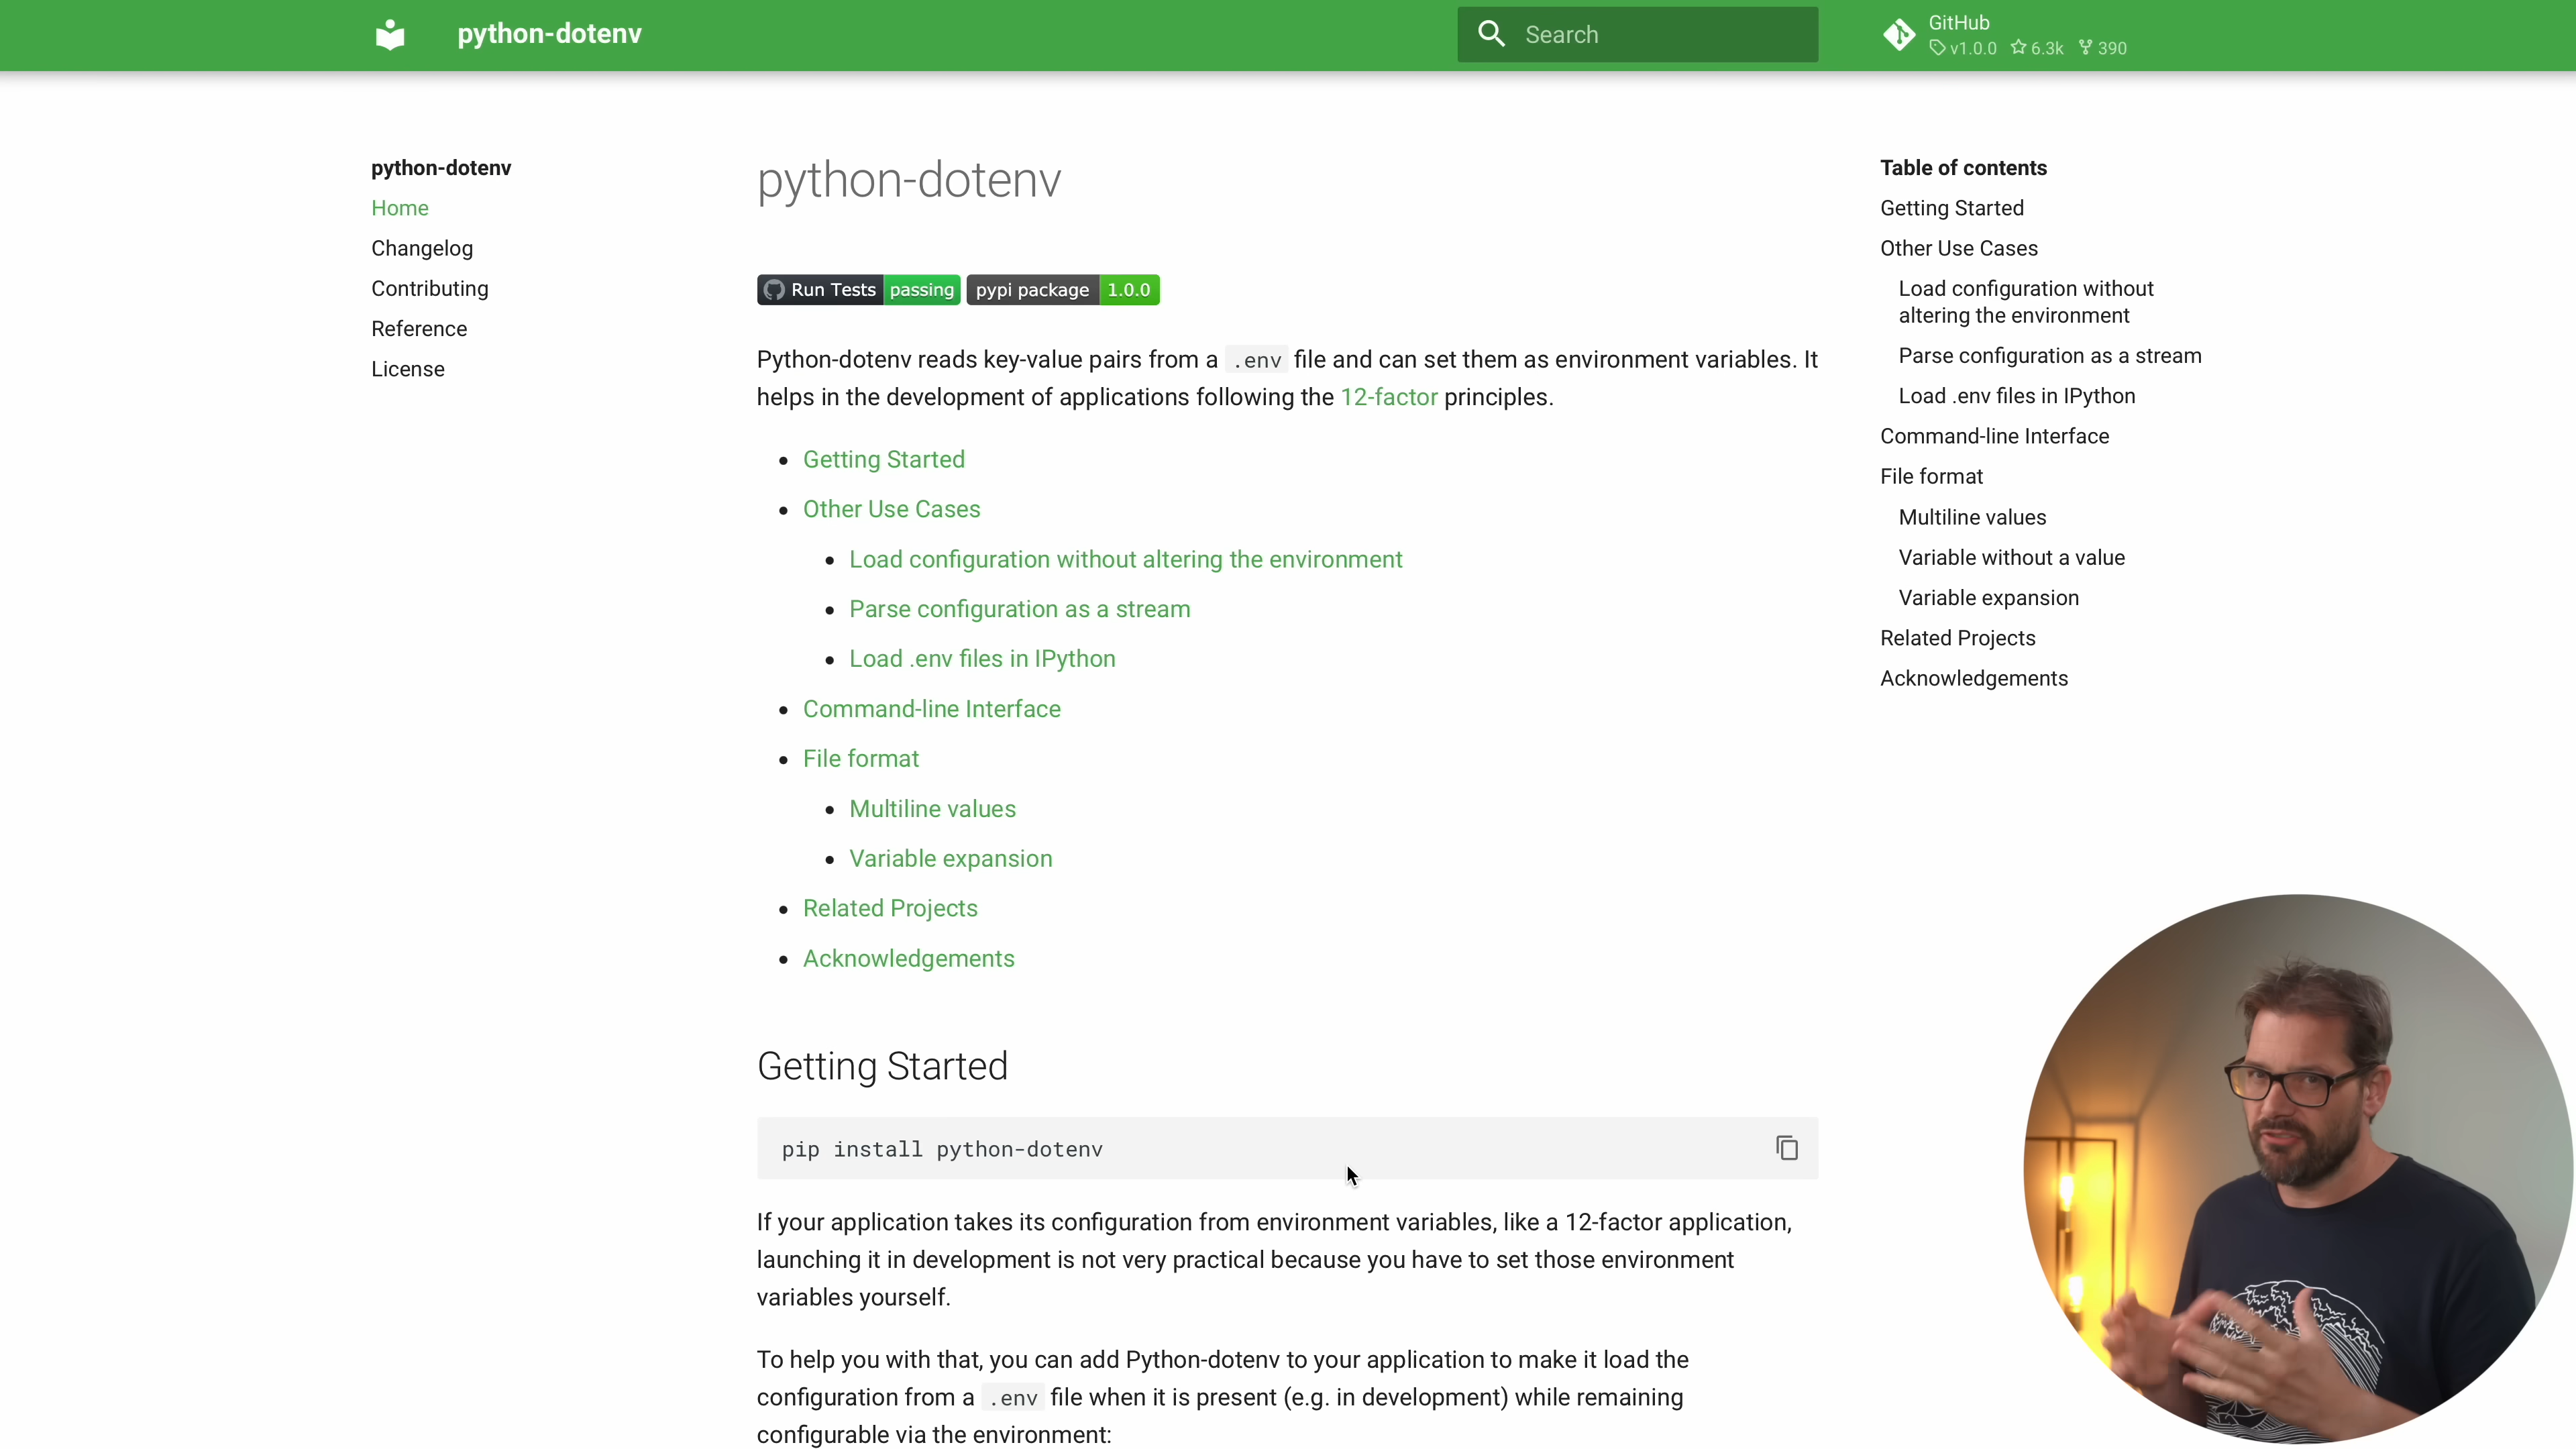 python-dotenv
Search
GitHub
v1.0.0 6.3k 390
python-dotenv
Home
Changelog
Contributing
Reference
License
python-dotenv
Run Tests passing pypi package 1.0.0
Python-dotenv reads key-value pairs from a .env file and can set them as environment variables. It
helps in the development of applications following the 12-factor principles.
Getting Started
Other Use Cases
Load configuration without altering the environment
Parse configuration as a stream
Load .env files in IPython
Command-line Interface
File format
Multiline values
Variable expansion
Related Projects
Acknowledgements
Getting Started
pip install python-dotenv
If your application takes its configuration from environment variables, like a 12-factor application,
launching it in development is not very practical because you have to set those environment
variables yourself.
To help you with that, you can add Python-dotenv to your application to make it load the
configuration from a .env file when it is present (e.g. in development) while remaining
configurable via the environment:
Table of contents
Getting Started
Other Use Cases
Load configuration without
altering the environment
Parse configuration as a stream
Load .env files in IPython
Command-line Interface
File format
Multiline values
Variable without a value
Variable expansion
Related Projects
Acknowledgements